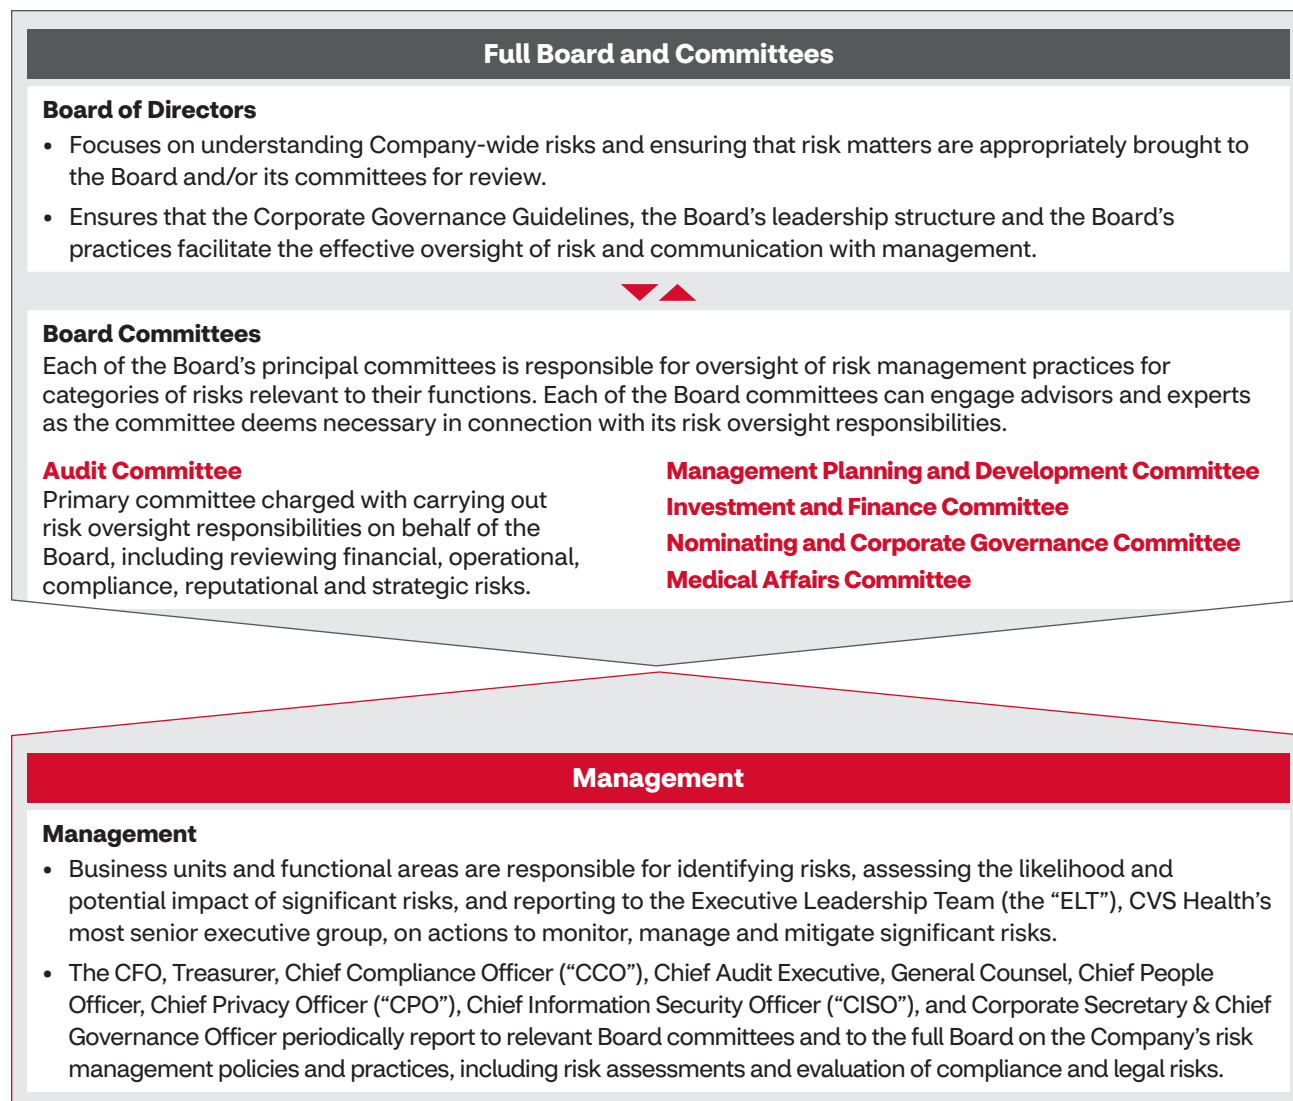 Full Board and Committees
Board of Directors
• Focuses on understanding Company-wide risks and ensuring that risk matters are appropriately brought to
the Board and/or its committees for review.
• Ensures that the Corporate Governance Guidelines, the Board’s leadership structure and the Board’s
practices facilitate the effective oversight of risk and communication with management.
Board Committees
Each of the Board’s principal committees is responsible for oversight of risk management practices for
categories of risks relevant to their functions. Each of the Board committees can engage advisors and experts
as the committee deems necessary in connection with its risk oversight responsibilities.
Audit Committee
Primary committee charged with carrying out
risk oversight responsibilities on behalf of the
Board, including reviewing financial, operational,
compliance, reputational and strategic risks.
Management Planning and Development Committee
Investment and Finance Committee
Nominating and Corporate Governance Committee
Medical Affairs Committee
Management
Management
• Business units and functional areas are responsible for identifying risks, assessing the likelihood and
potential impact of significant risks, and reporting to the Executive Leadership Team (the “ELT”), CVS Health’s
most senior executive group, on actions to monitor, manage and mitigate significant risks.
• The CFO, Treasurer, Chief Compliance Officer (“CCO”), Chief Audit Executive, General Counsel, Chief People
Officer, Chief Privacy Officer (“CPO”), Chief Information Security Officer (“CISO”), and Corporate Secretary & Chief
Governance Officer periodically report to relevant Board committees and to the full Board on the Company’s risk
management policies and practices, including risk assessments and evaluation of compliance and legal risks.